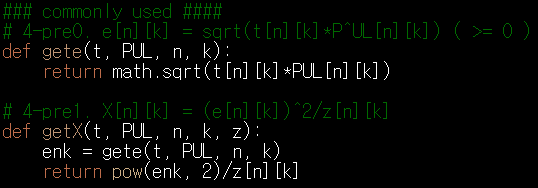 ### commonly used ####
# 4-pre0. e[n][k] = sqrt(t[n][k]*P^UL[n][k]) ( >= 0 )
def gete(t, PUL, n, k):
    return math.sqrt(t[n][k]*PUL[n][k])

# 4-pre1. X[n][k] = (e[n][k])^2/z[n][k]
def getX(t, PUL, n, k, z):
    enk = gete(t, PUL, n, k)
    return pow(enk, 2)/z[n][k]